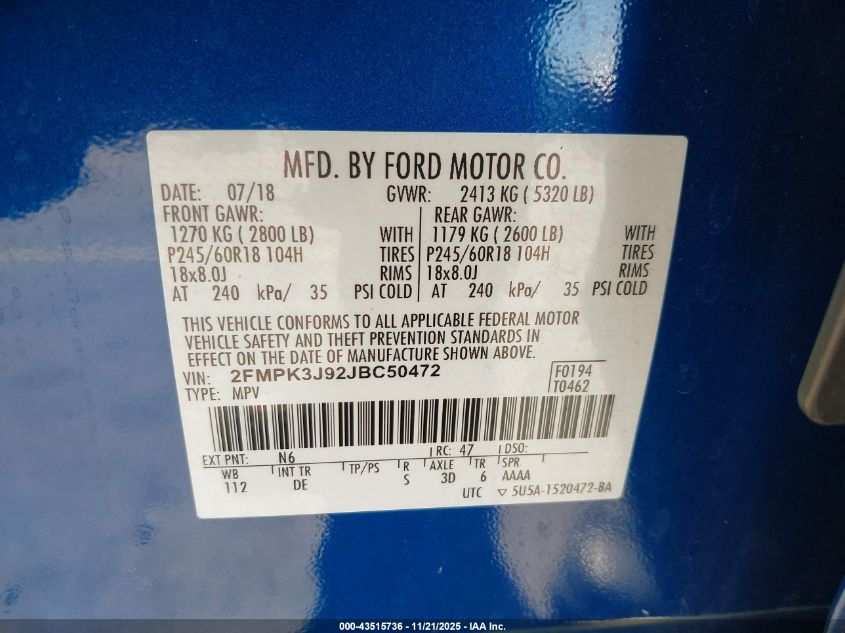 MFD. BY FORD MOTOR CO.
DATE: 07/18 GVWR: 2413 KG ( 5320 LB)
FRONT GAWR: REAR GAWR:
1270 KG ( 2800 LB) WITH 1179 KG ( 2600 LB) WITH
P245/60R18 104H TIRES P245/60R18 104H TIRES
18x8.0J RIMS 18x8.0J RIMS
AT 240 kPa/ 35 PSI COLD AT 240 kPa/ 35 PSI COLD
THIS VEHICLE CONFORMS TO ALL APPLICABLE FEDERAL MOTOR
VEHICLE SAFETY AND THEFT PREVENTION STANDARDS IN
EFFECT ON THE DATE OF MANUFACTURE SHOWN ABOVE.
VIN: 2FMPK3J92JBC50472 F0194
TYPE: MPV T0462
EXT PNT: N6 RC: 47 DSO:
WB INT TR TP/PS R AXLE TR SPR
112 DE S 3D 6 AAAA
UTC ▽ 5U5A-1520472-BA
000-43515736 - 11/21/2025 - IAA Inc.